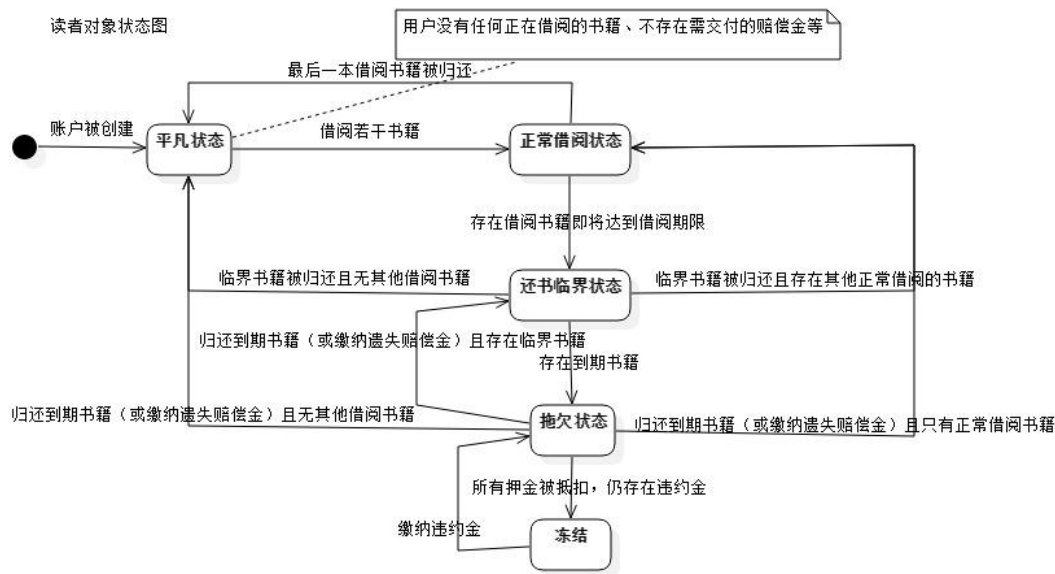 读者对象状态图
用户没有任何正在借阅的书籍、不存在需交付的赔偿金等
最后一本借阅书籍被归还
账户被创建
平凡状态
借阅若干书籍
正常借阅状态
存在借阅书籍即将达到借阅期限
临界书籍被归还且无其他借阅书籍
还书临界状态
临界书籍被归还且存在其他正常借阅的书籍
归还到期书籍（或缴纳遗失赔偿金）且存在临界书籍
存在到期书籍
归还到期书籍（或缴纳遗失赔偿金）且无其他借阅书籍
拖欠状态
归还到期书籍（或缴纳遗失赔偿金）且只有正常借阅书籍
所有押金被抵扣，仍存在违约金
缴纳违约金
冻结